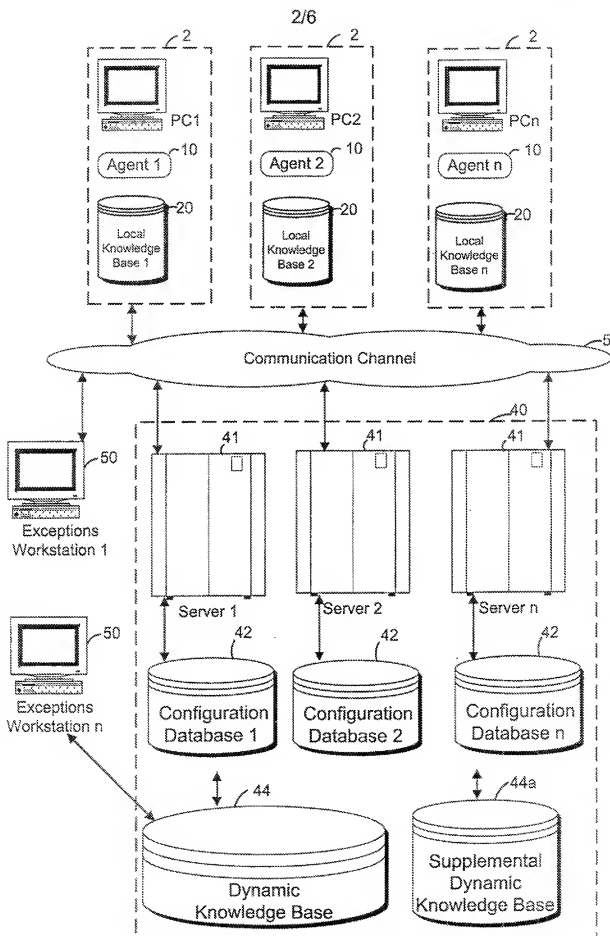 2/6
2 2 2
PC1 PC2 PCn
10 10 10
Agent 1 Agent 2 Agent n
20 20 20
Local Knowledge Base 1
Local Knowledge Base 2
Local Knowledge Base n
5
Communication Channel
40
41 41 41
50
Exceptions
Workstation 1
Server 1 Server 2 Server n
50
Exceptions
Workstation n
42 42 42
Configuration
Database 1
Configuration
Database 2
Configuration
Database n
44 44a
Dynamic
Knowledge Base
Supplemental
Dynamic
Knowledge Base